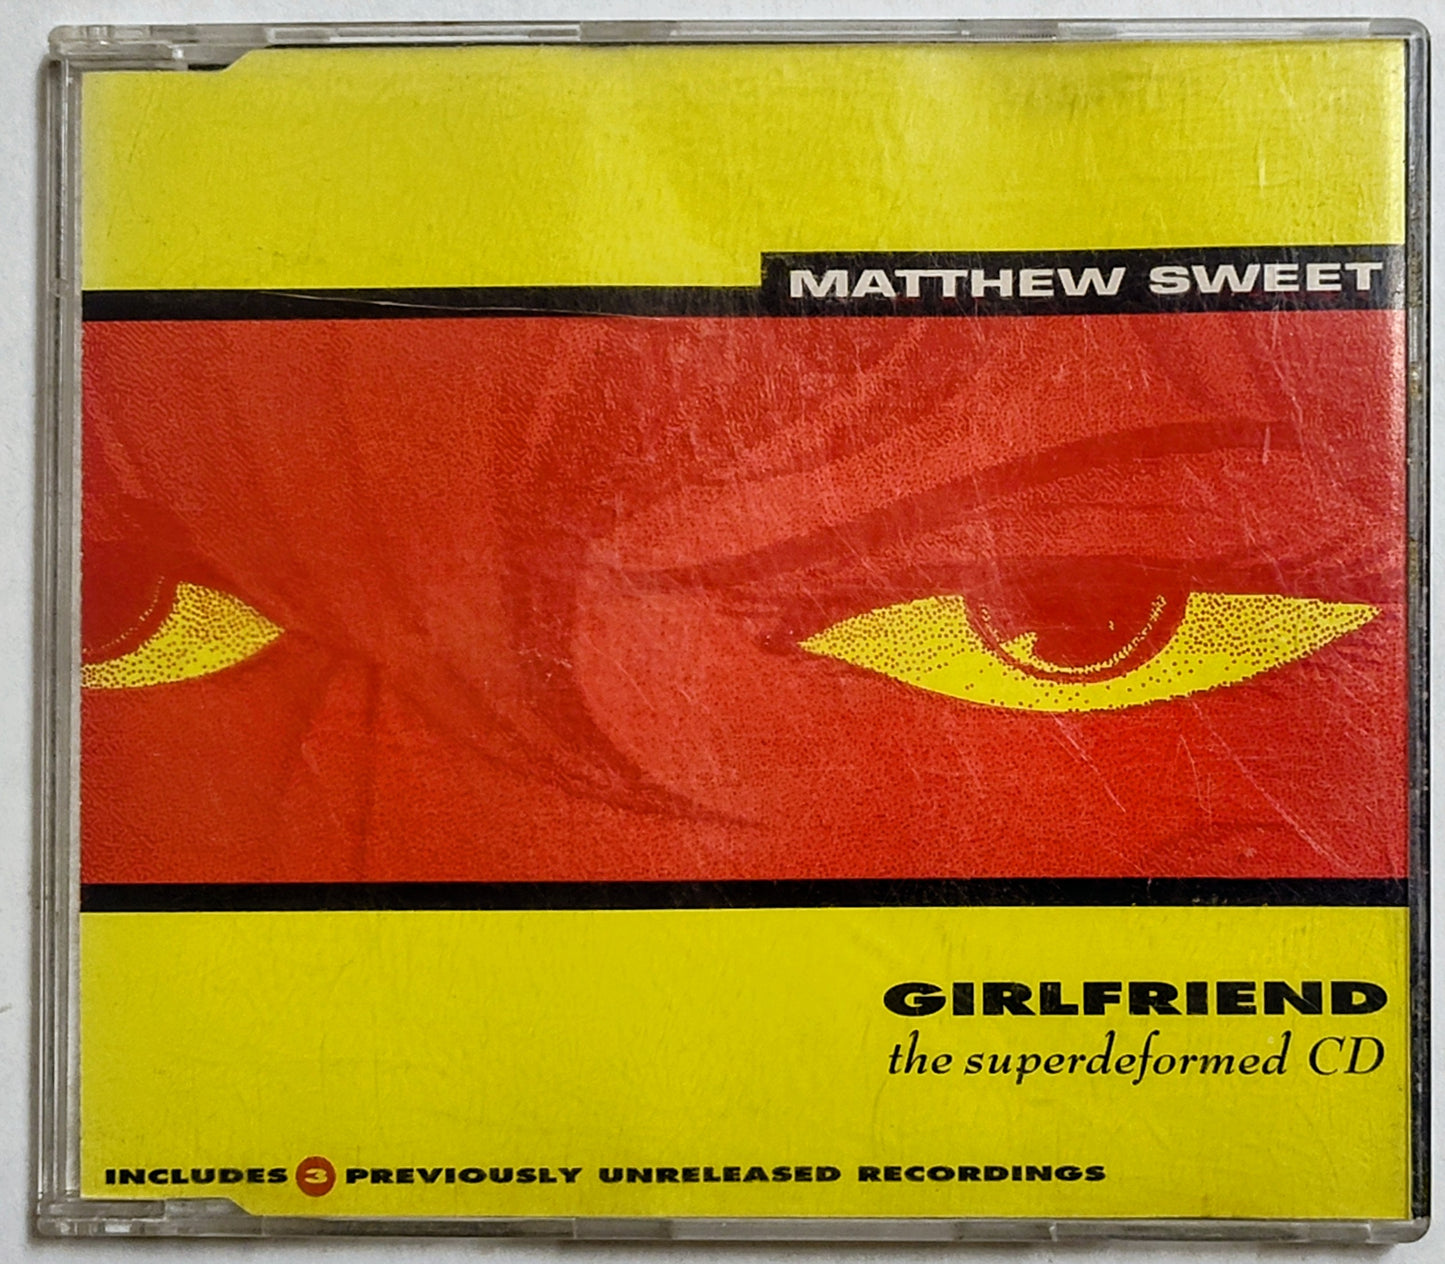 MATTHEW SWEET
GIRLFRIEND
the superdeformed CD
INCLUDES 3 PREVIOUSLY UNRELEASED RECORDINGS